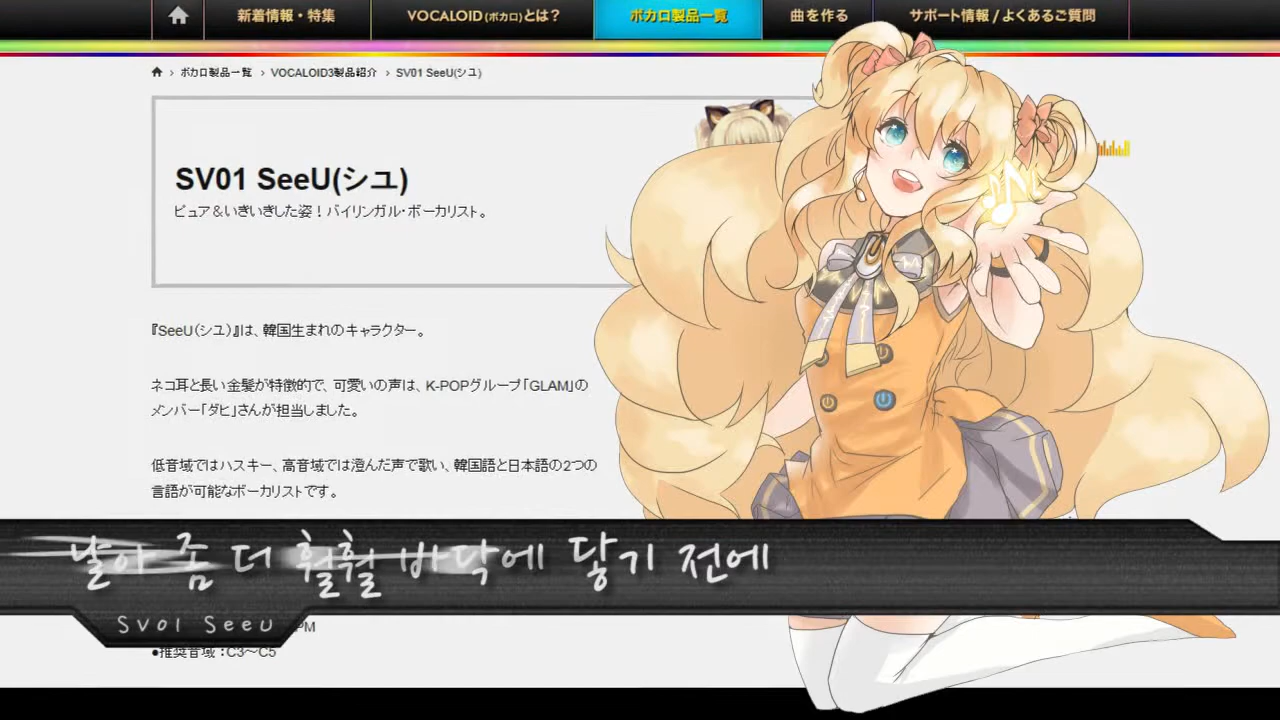 新着情報・特集
VOCALOID(ボカロ)とは？
ボカロ製品一覧
曲を作る
サポート情報 / よくあるご質問
› ボカロ製品一覧 › VOCALOID3製品紹介 › SV01 SeeU(シユ)
SV01 SeeU(シユ)
ピュア＆いきいきした姿！バイリンガル・ボーカリスト。
『SeeU（シユ）』は、韓国生まれのキャラクター。
ネコ耳と長い金髪が特徴的で、可愛いの声は、K-POPグループ「GLAM」の
メンバー「ダヒ」さんが担当しました。
低音域ではハスキー、高音域では澄んだ声で歌い、韓国語と日本語の2つの
言語が可能なボーカリストです。
날아 좀 더 훨훨 바닥에 닿기 전에
SV01 SeeU
PM
●推奨音域：C3～C5